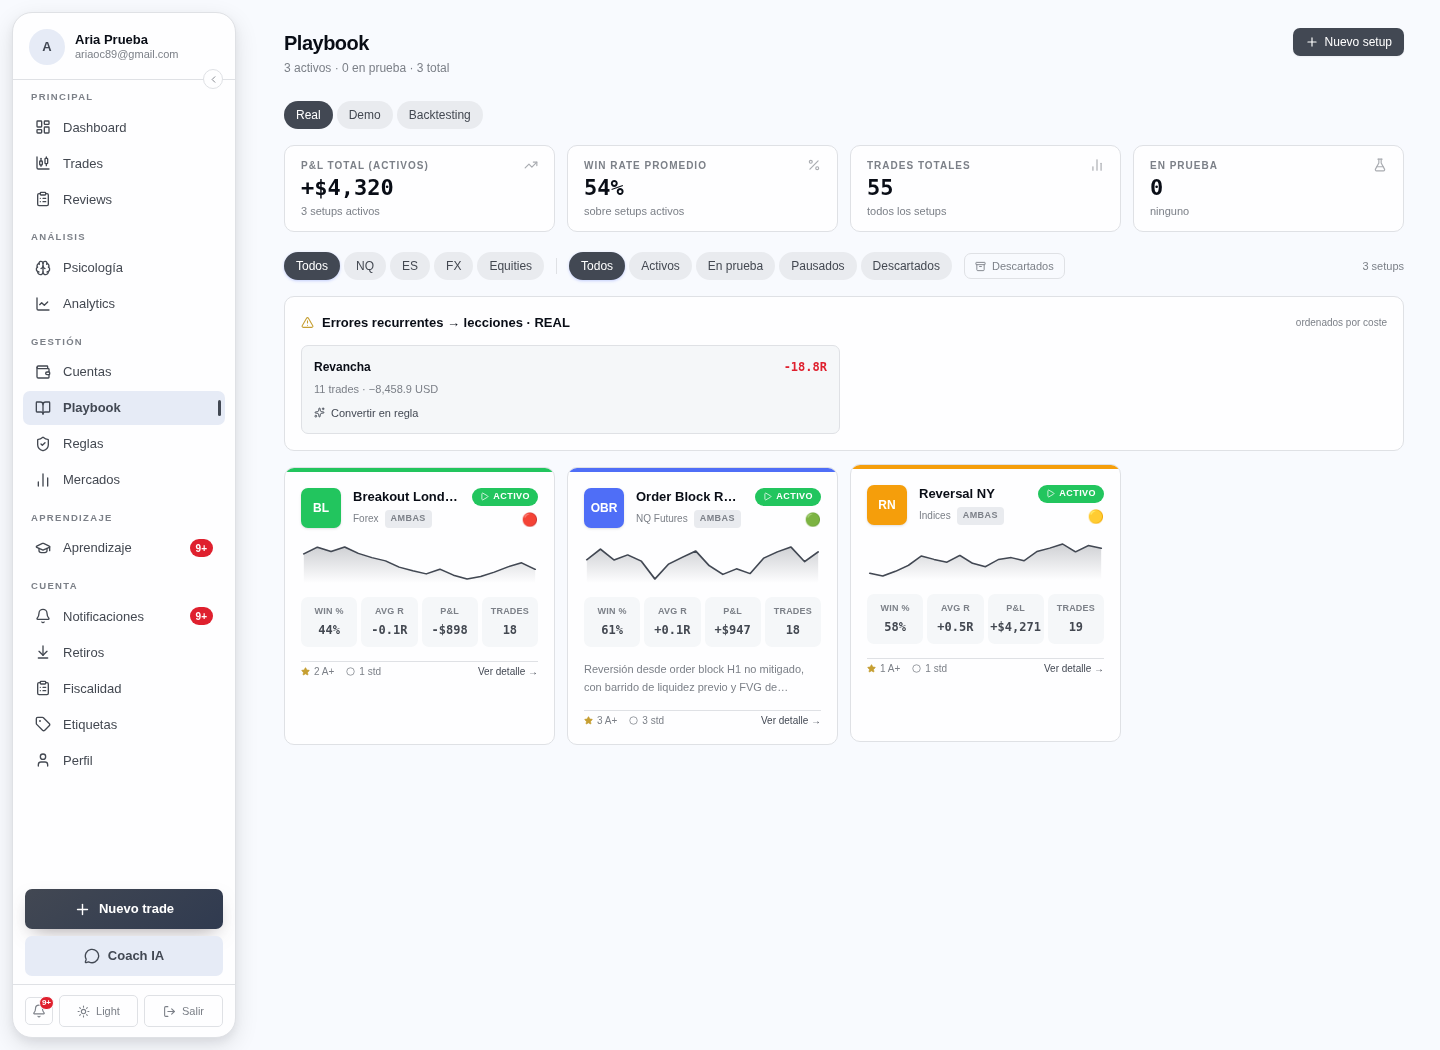 A
Aria Prueba
ariaoc89@gmail.com
PRINCIPAL
Dashboard
Trades
Reviews
ANÁLISIS
Psicología
Analytics
GESTIÓN
Cuentas
Playbook
Reglas
Mercados
APRENDIZAJE
Aprendizaje 9+
CUENTA
Notificaciones 9+
Retiros
Fiscalidad
Etiquetas
Perfil
Nuevo trade
Coach IA
9+ Light Salir
Playbook
3 activos · 0 en prueba · 3 total
Nuevo setup
Real Demo Backtesting
P&L TOTAL (ACTIVOS)
+$4,320
3 setups activos
WIN RATE PROMEDIO
54%
sobre setups activos
TRADES TOTALES
55
todos los setups
EN PRUEBA
0
ninguno
Todos NQ ES FX Equities Todos Activos En prueba Pausados Descartados Descartados 3 setups
Errores recurrentes → lecciones · REAL ordenados por coste
Revancha -18.8R
11 trades · −8,458.9 USD
Convertir en regla
BL Breakout Lond… ACTIVO
Forex AMBAS
WIN % AVG R P&L TRADES
44% -0.1R -$898 18
2 A+ 1 std Ver detalle →
OBR Order Block R… ACTIVO
NQ Futures AMBAS
WIN % AVG R P&L TRADES
61% +0.1R +$947 18
Reversión desde order block H1 no mitigado,
con barrido de liquidez previo y FVG de…
3 A+ 3 std Ver detalle →
RN Reversal NY ACTIVO
Indices AMBAS
WIN % AVG R P&L TRADES
58% +0.5R +$4,271 19
1 A+ 1 std Ver detalle →